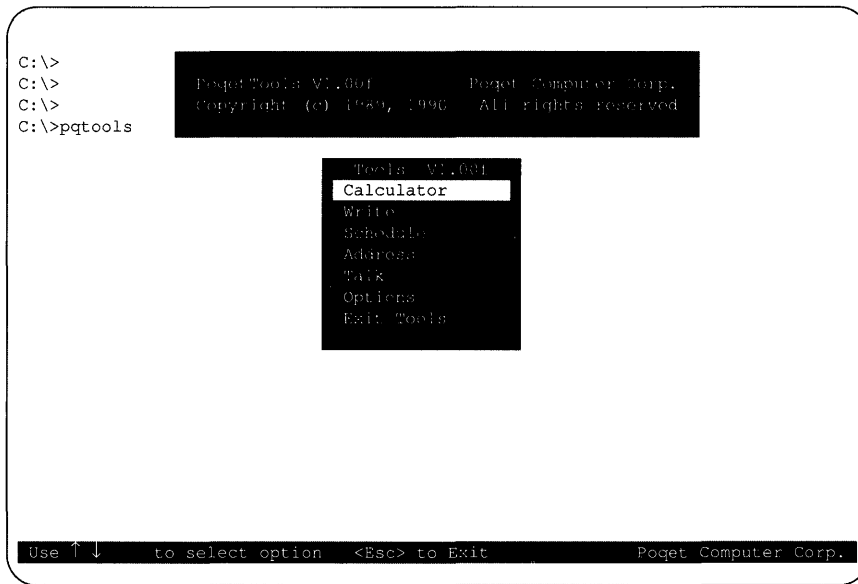 C:\>
C:\>
C:\>
C:\>pqtools
PoqetTools V1.00f Poqet Computer Corp.
Copyright (c) 1989, 1990 All rights reserved
Tools V1.00f
Calculator
Write
Schedule
Address
Talk
Options
Exit Tools
Use ↑↓ to select option <Esc> to Exit Poqet Computer Corp.